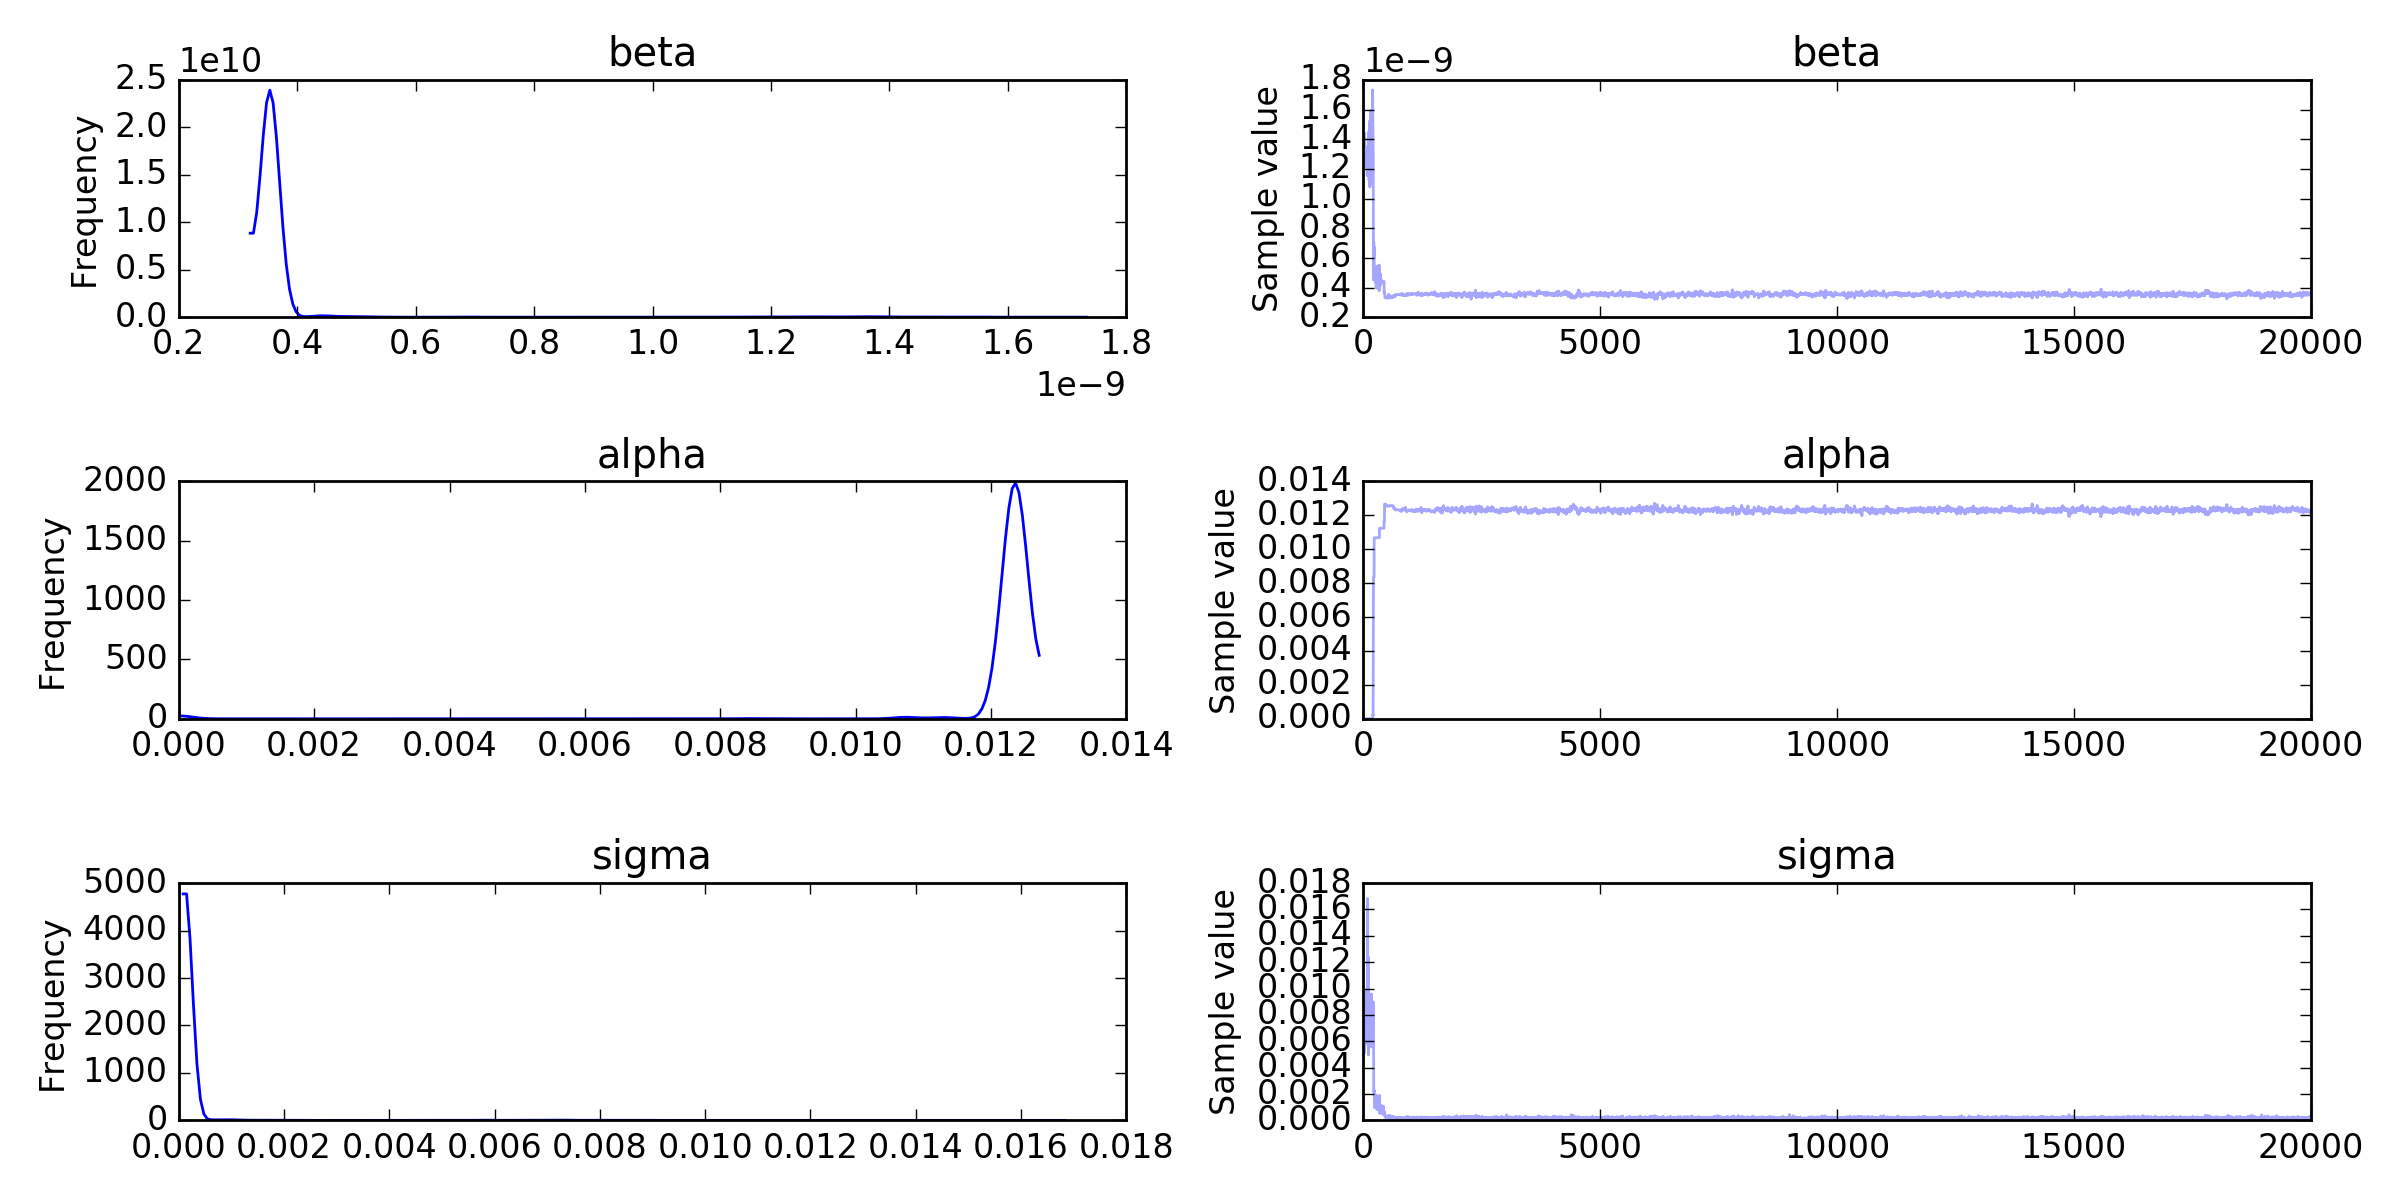 beta
1e10
2.5
2.0
1.5
1.0
0.5
0.0
Frequency
0.2 0.4 0.6 0.8 1.0 1.2 1.4 1.6 1.8
1e−9
beta
1e−9
1.8
1.6
1.4
1.2
1.0
0.8
0.6
0.4
0.2
Sample value
0 5000 10000 15000 20000
alpha
2000
1500
1000
500
0
Frequency
0.000 0.002 0.004 0.006 0.008 0.010 0.012 0.014
alpha
0.014
0.012
0.010
0.008
0.006
0.004
0.002
0.000
Sample value
0 5000 10000 15000 20000
sigma
5000
4000
3000
2000
1000
0
Frequency
0.000 0.002 0.004 0.006 0.008 0.010 0.012 0.014 0.016 0.018
sigma
0.018
0.016
0.014
0.012
0.010
0.008
0.006
0.004
0.002
0.000
Sample value
0 5000 10000 15000 20000